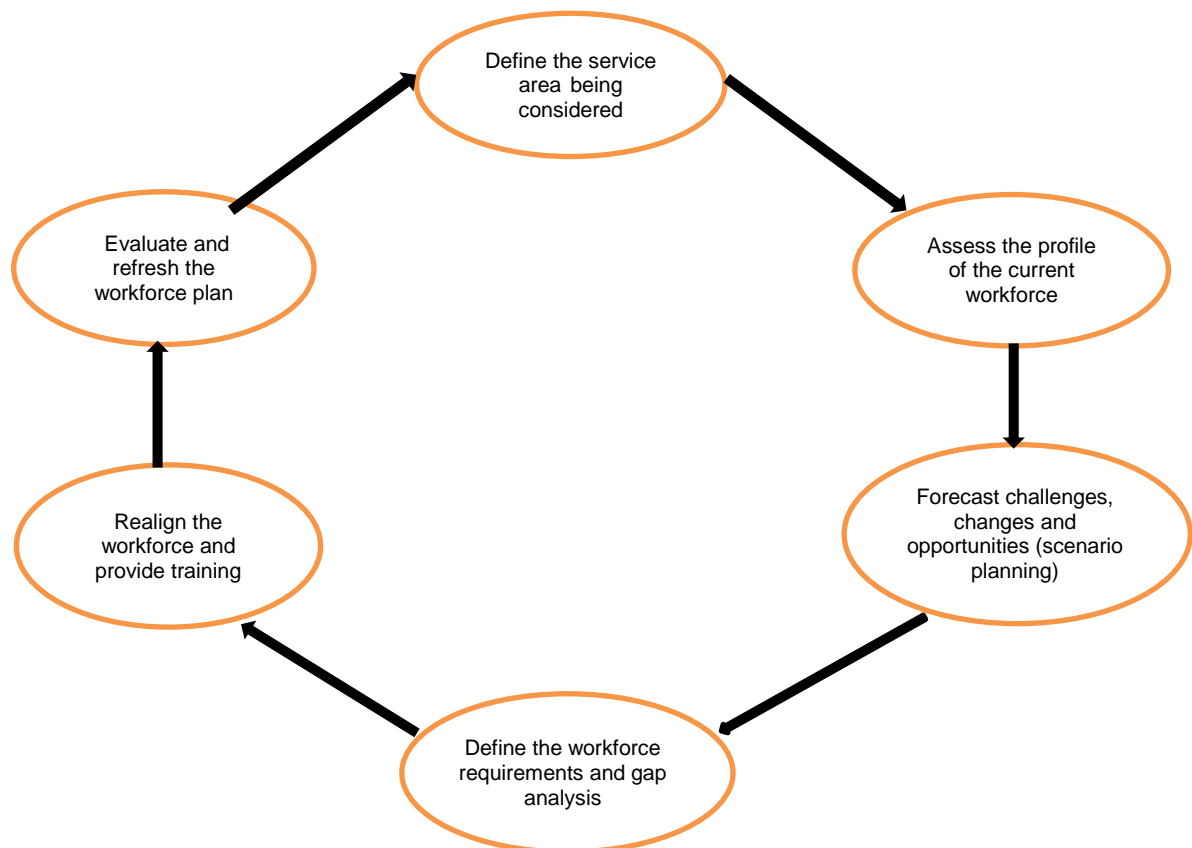 Define the service
area being
considered
Assess the profile
of the current
workforce
Forecast challenges,
changes and
opportunities (scenario
planning)
Define the workforce
requirements and gap
analysis
Realign the
workforce and
provide training
Evaluate and
refresh the
workforce plan